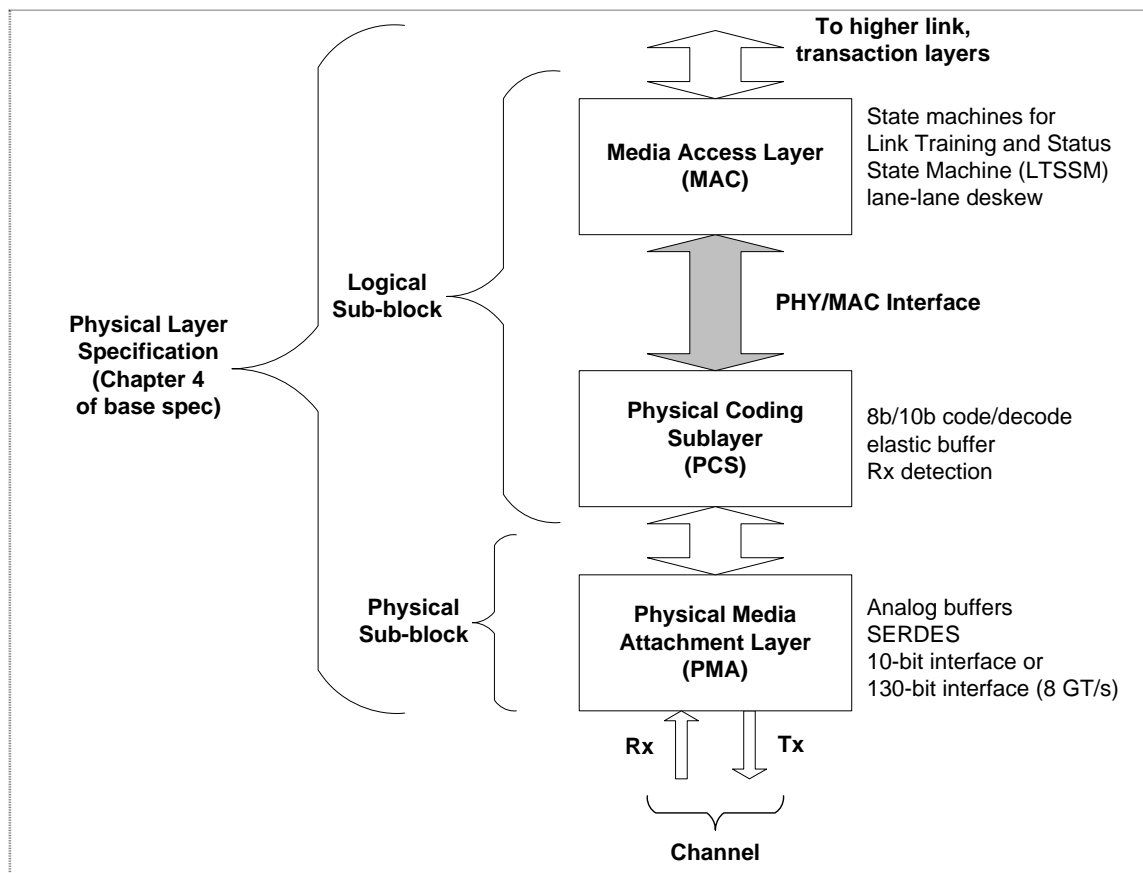 To higher link,
transaction layers
Media Access Layer
(MAC)
State machines for
Link Training and Status
State Machine (LTSSM)
lane-lane deskew
Logical
Sub-block
PHY/MAC Interface
Physical Layer
Specification
(Chapter 4
of base spec)
Physical Coding
Sublayer
(PCS)
8b/10b code/decode
elastic buffer
Rx detection
Physical
Sub-block
Physical Media
Attachment Layer
(PMA)
Analog buffers
SERDES
10-bit interface or
130-bit interface (8 GT/s)
Rx
Tx
Channel